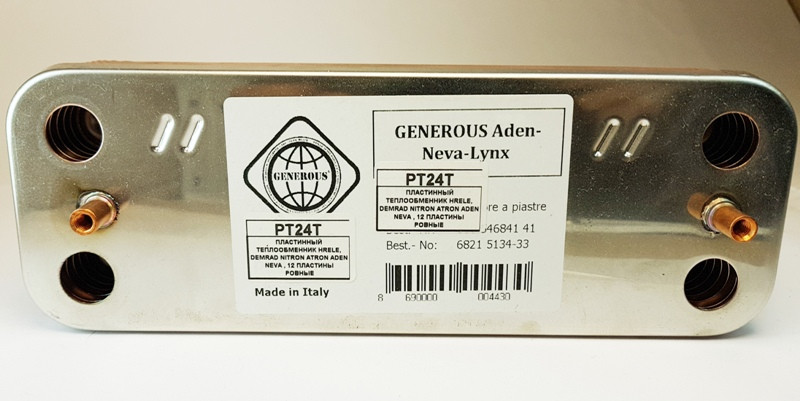 GENEROUS®
GENEROUS Aden-
Neva-Lynx
PT24T
ПЛАСТИННЫЙ
ТЕПЛООБМЕННИК HRELE,
DEMRAD NITRON ATRON ADEN
NEVA , 12 ПЛАСТИНЫ
РОВНЫЕ
a piastre
46841 41
Best.- No: 6821 5134-33
PT24T
ПЛАСТИННЫЙ
ТЕПЛООБМЕННИК HRELE,
DEMRAD NITRON ATRON ADEN
NEVA , 12 ПЛАСТИНЫ
РОВНЫЕ
Made in Italy
8 690000 004430